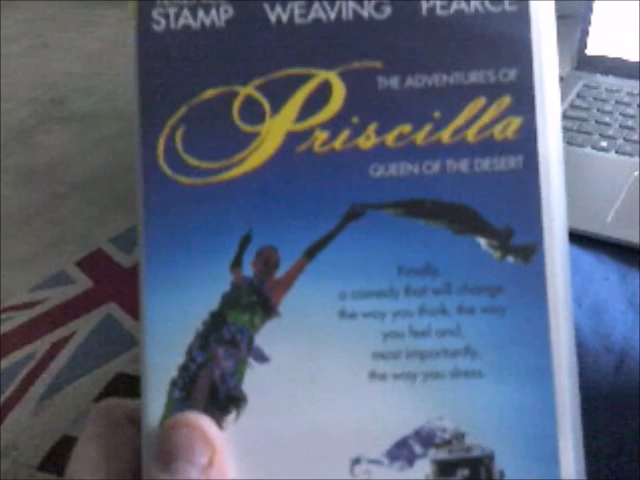 STAMP WEAVING PEARCE
THE ADVENTURES OF
Priscilla
QUEEN OF THE DESERT
Finally,
a comedy that will change
the way you think, the way
you feel and,
most importantly,
the way you dress.